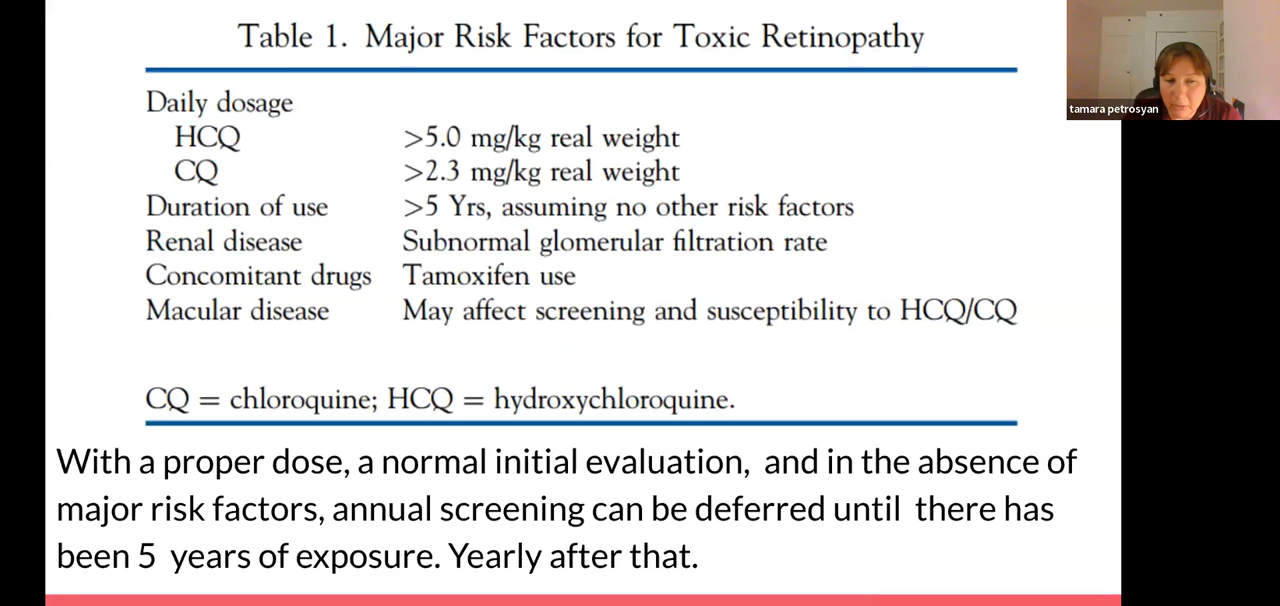 Table 1. Major Risk Factors for Toxic Retinopathy
Daily dosage
HCQ >5.0 mg/kg real weight
CQ >2.3 mg/kg real weight
Duration of use >5 Yrs, assuming no other risk factors
Renal disease Subnormal glomerular filtration rate
Concomitant drugs Tamoxifen use
Macular disease May affect screening and susceptibility to HCQ/CQ
CQ = chloroquine; HCQ = hydroxychloroquine.
With a proper dose, a normal initial evaluation, and in the absence of
major risk factors, annual screening can be deferred until there has
been 5 years of exposure. Yearly after that.
tamara petrosyan